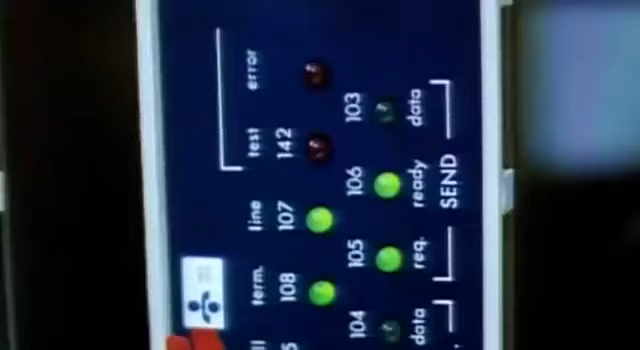 term. line test error
108 107 142
104 105 106 103
data req. ready data
SEND